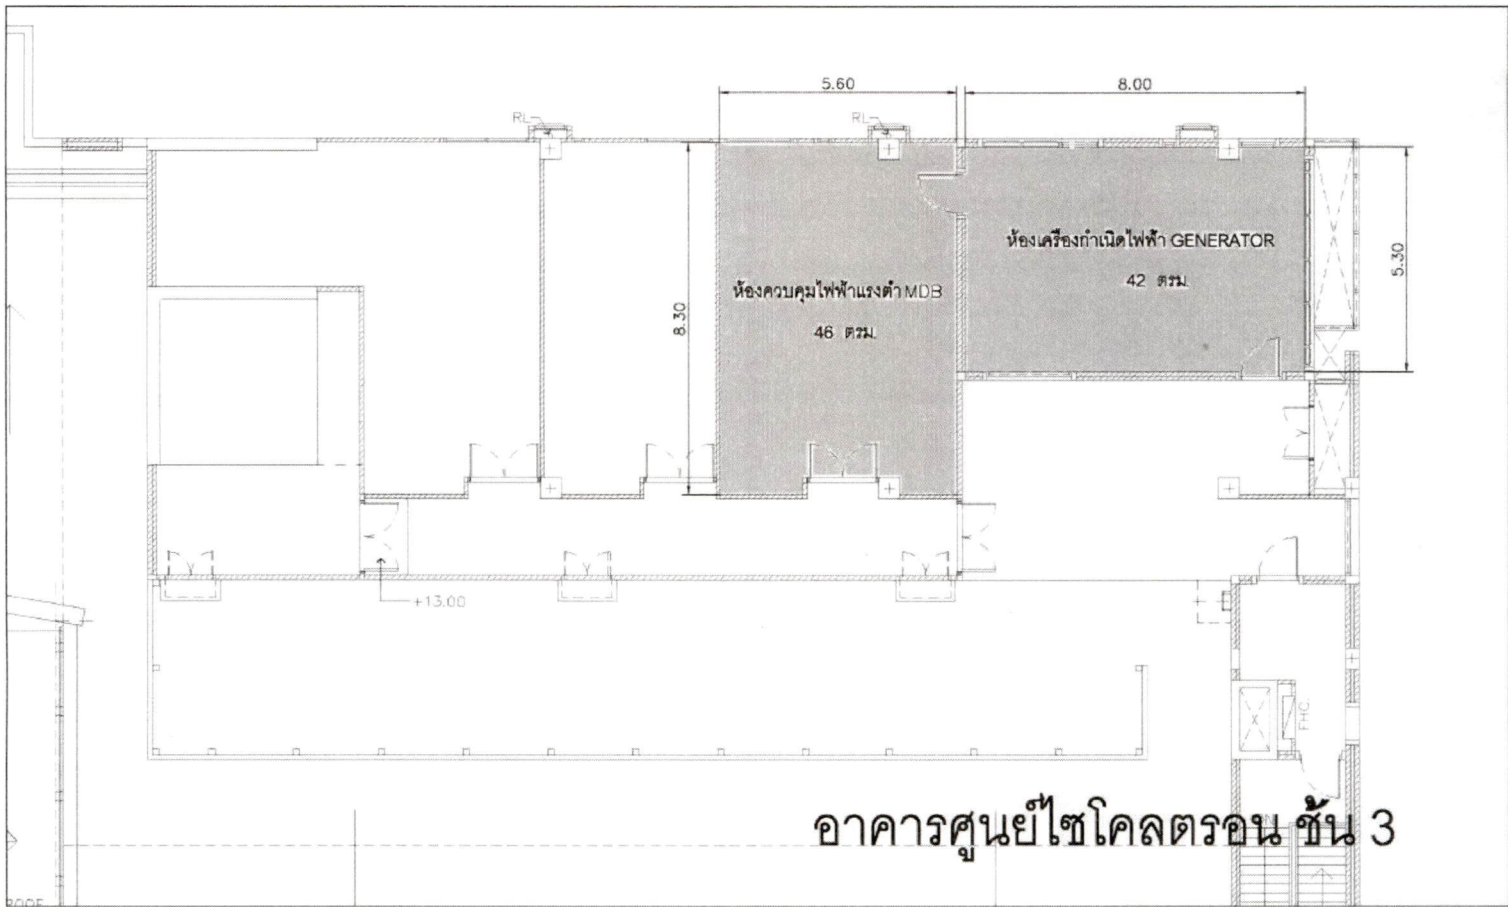 5.60
8.00
RL
RL
ห้องเครื่องกำเนิดไฟฟ้า GENERATOR
42 ตรม.
5.30
ห้องควบคุมไฟฟ้าแรงต่ำ MDB
46 ตรม.
8.30
+13.00
FHC.
อาคารศูนย์ไซโคลตรอน ชั้น 3